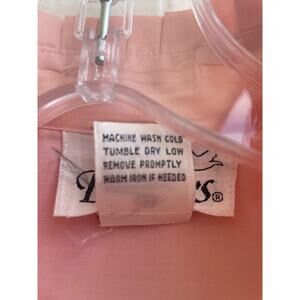 MACHINE WASH COLD
TUMBLE DRY LOW
REMOVE PROMPTLY
WARM IRON IF NEEDED
®